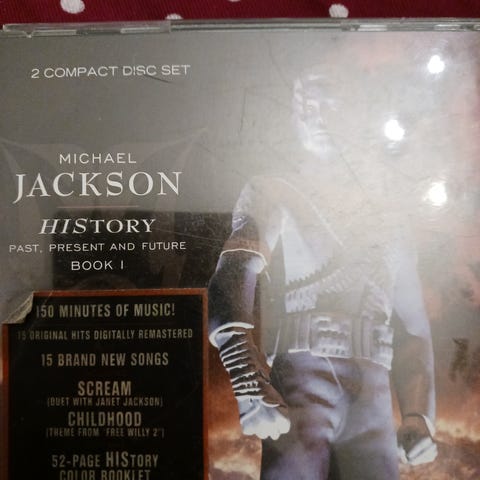 2 COMPACT DISC SET
MICHAEL
JACKSON
HISTORY
PAST, PRESENT AND FUTURE
BOOK I
150 MINUTES OF MUSIC!
15 ORIGINAL HITS DIGITALLY REMASTERED
15 BRAND NEW SONGS
SCREAM
(DUET WITH JANET JACKSON)
CHILDHOOD
(THEME FROM "FREE WILLY 2")
52-PAGE HIStory
COLOR BOOKLET